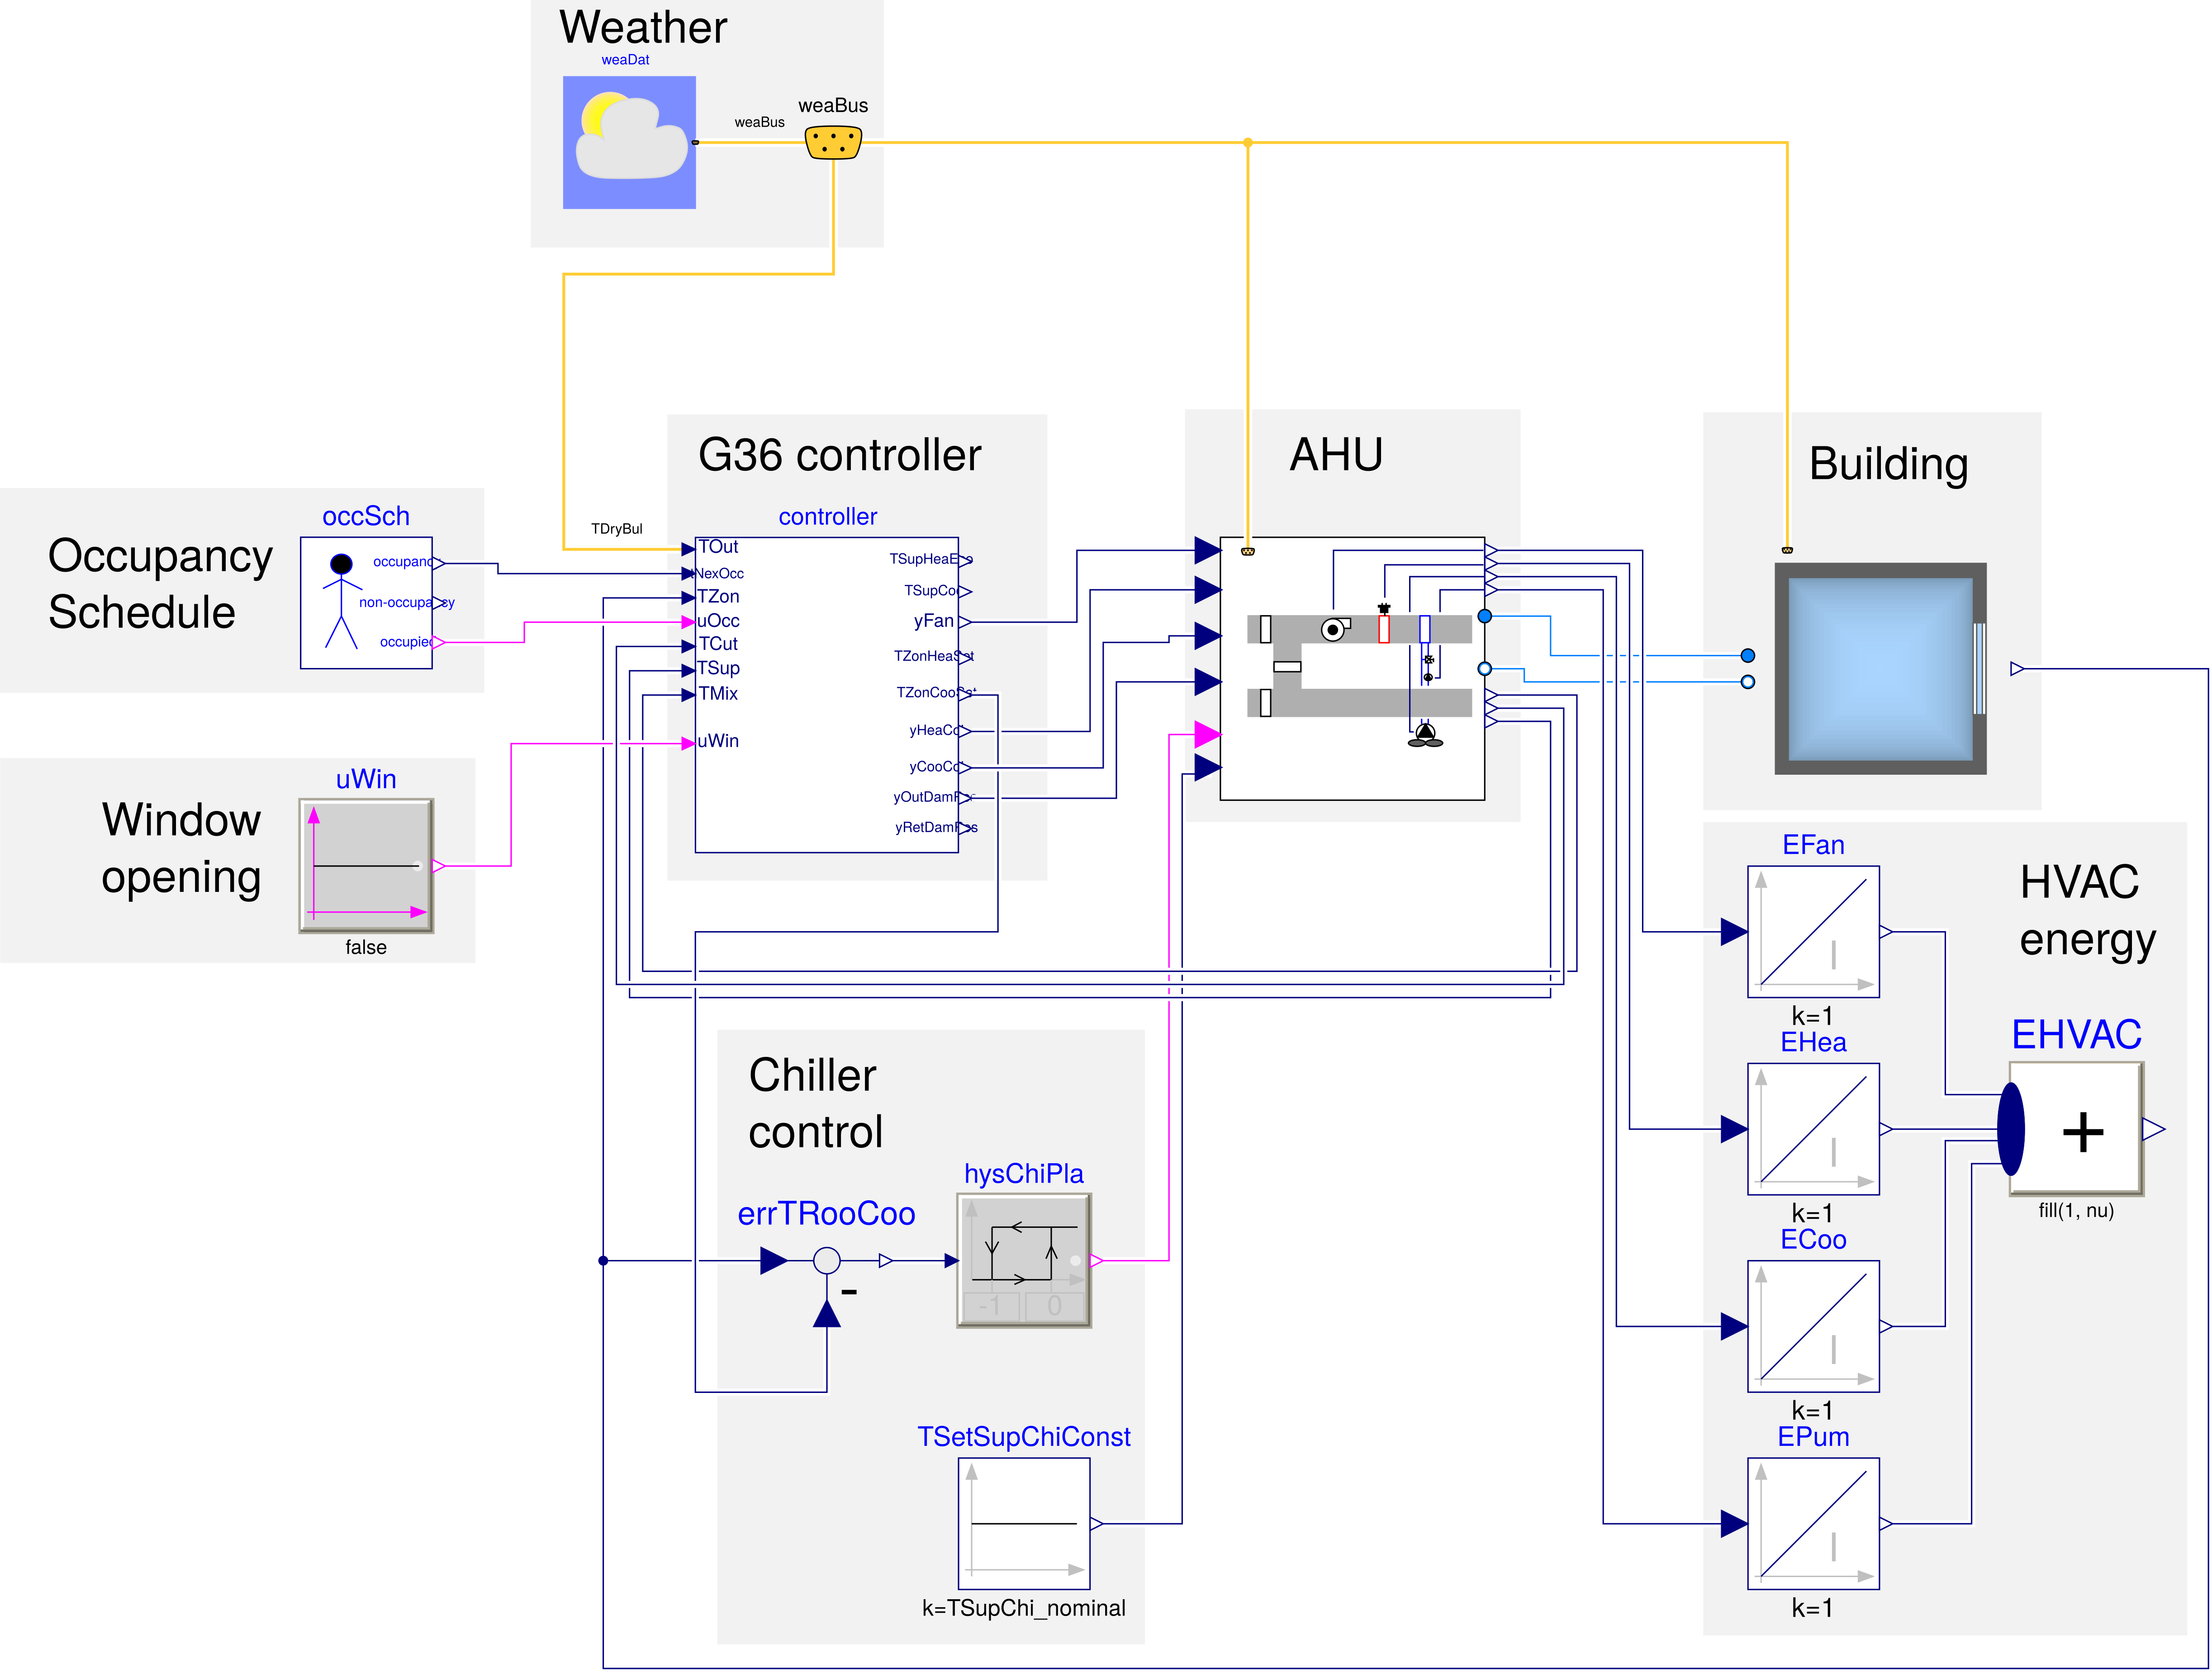 Weather
weaDat
weaBus
weaBus
G36 controller
AHU
Building
controller
TDryBul
TOut
tNexOcc
TZon
uOcc
TCut
TSup
TMix
uWin
TSupCoo
yFan
TZonHeaSet
TZonCooSet
yHeaCoi
yCooCoi
yOutDamPos
yRetDamPos
Occupancy
Schedule
occSch
occupancy
non-occupancy
occupied
Window
opening
uWin
false
Chiller
control
errTRooCoo
-
hysChiPla
-1
0
TSetSupChiConst
k=TSupChi_nominal
HVAC
energy
EFan
I
k=1
EHea
I
k=1
ECoo
I
k=1
EPum
I
k=1
EHVAC
+
fill(1, nu)